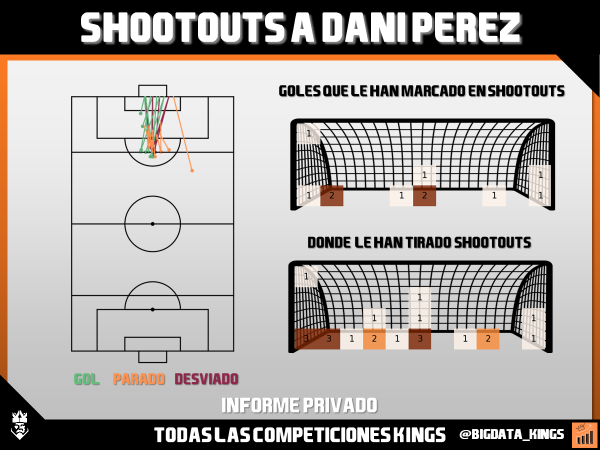 SHOOTOUTS A DANI PEREZ
GOLES QUE LE HAN MARCADO EN SHOOTOUTS
1
1
1
1 2 1 2 1 1
DONDE LE HAN TIRADO SHOOTOUTS
1
1
1 1 1
3 3 1 2 1 3 1 2 1
GOL PARADO DESVIADO
INFORME PRIVADO
TODAS LAS COMPETICIONES KINGS @BIGDATA_KINGS